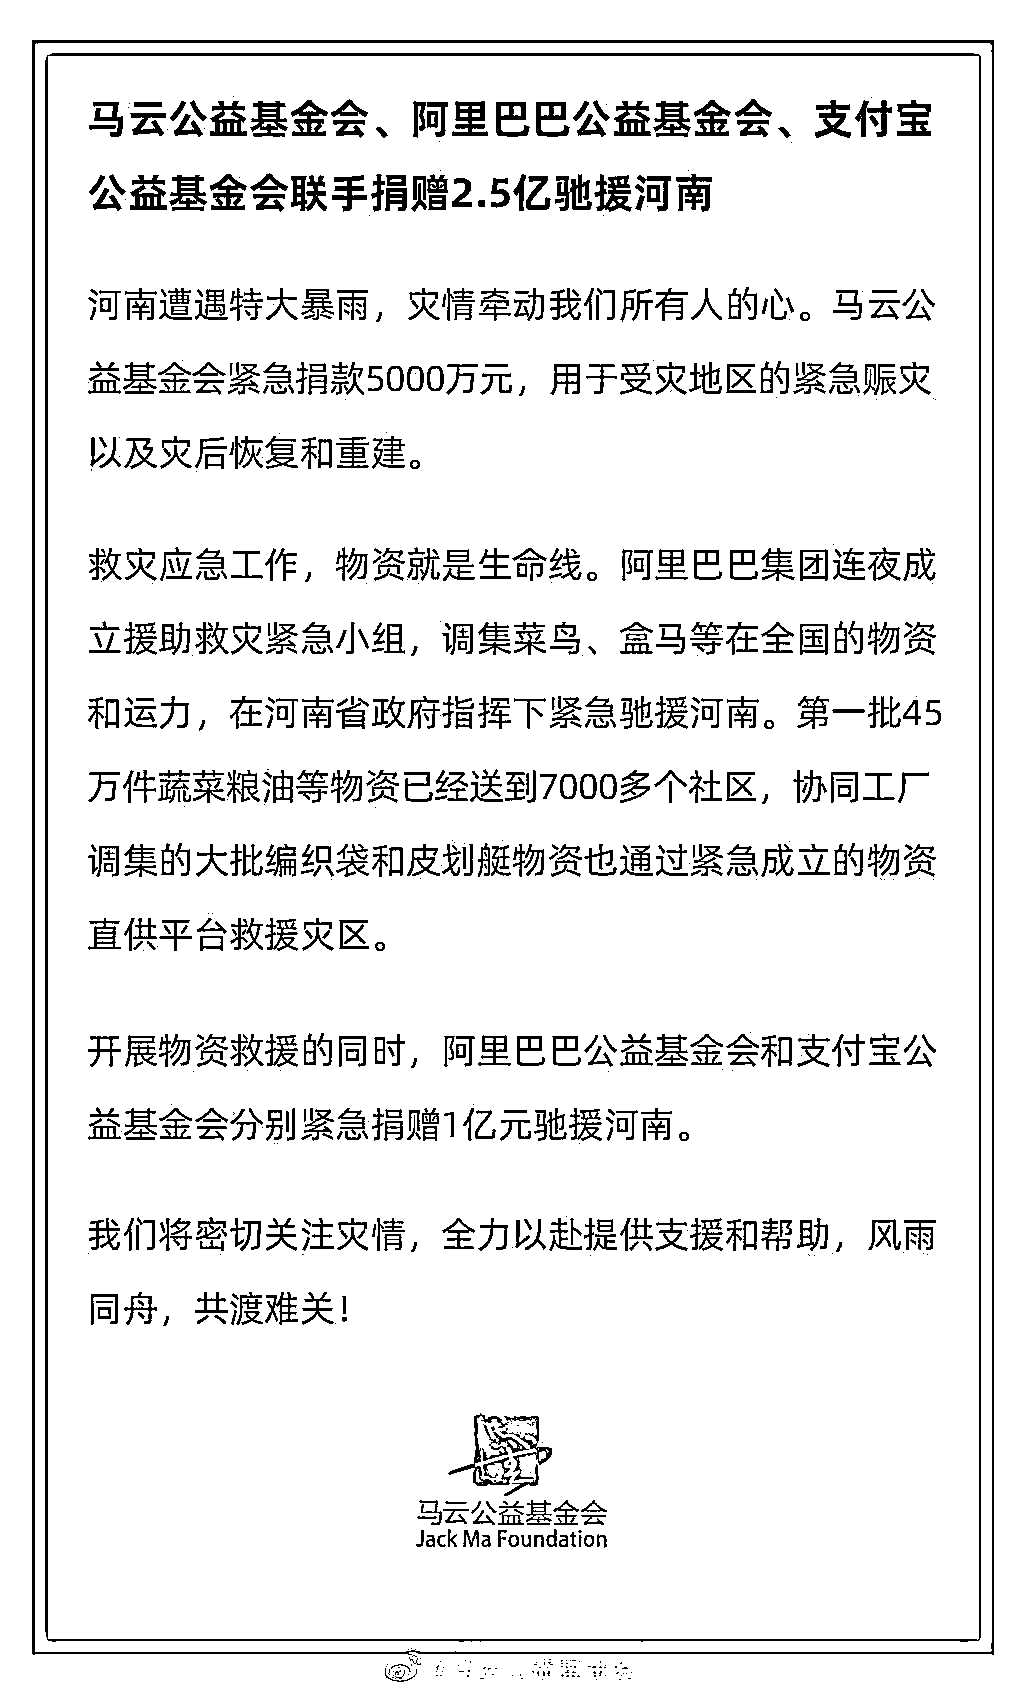 马云公益基金会、阿里巴巴公益基金会、支付宝
公益基金会联手捐赠2.5亿驰援河南
河南遭遇特大暴雨，灾情牵动我们所有人的心。马云公
益基金会紧急捐款5000万元，用于受灾地区的紧急赈灾
以及灾后恢复和重建。
救灾应急工作，物资就是生命线。阿里巴巴集团连夜成
立援助救灾紧急小组，调集菜鸟、盒马等在全国的物资
和运力，在河南省政府指挥下紧急驰援河南。第一批45
万件蔬菜粮油等物资已经送到7000多个社区，协同工厂
调集的大批编织袋和皮划艇物资也通过紧急成立的物资
直供平台救援灾区。
开展物资救援的同时，阿里巴巴公益基金会和支付宝公
益基金会分别紧急捐赠1亿元驰援河南。
我们将密切关注灾情，全力以赴提供支援和帮助，风雨
同舟，共渡难关！
马云公益基金会
Jack Ma Foundation